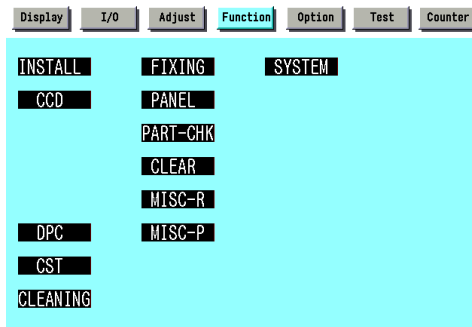 Display I/O Adjust Function Option Test Counter
INSTALL FIXING SYSTEM
CCD PANEL
PART-CHK
CLEAR
MISC-R
DPC MISC-P
CST
CLEANING